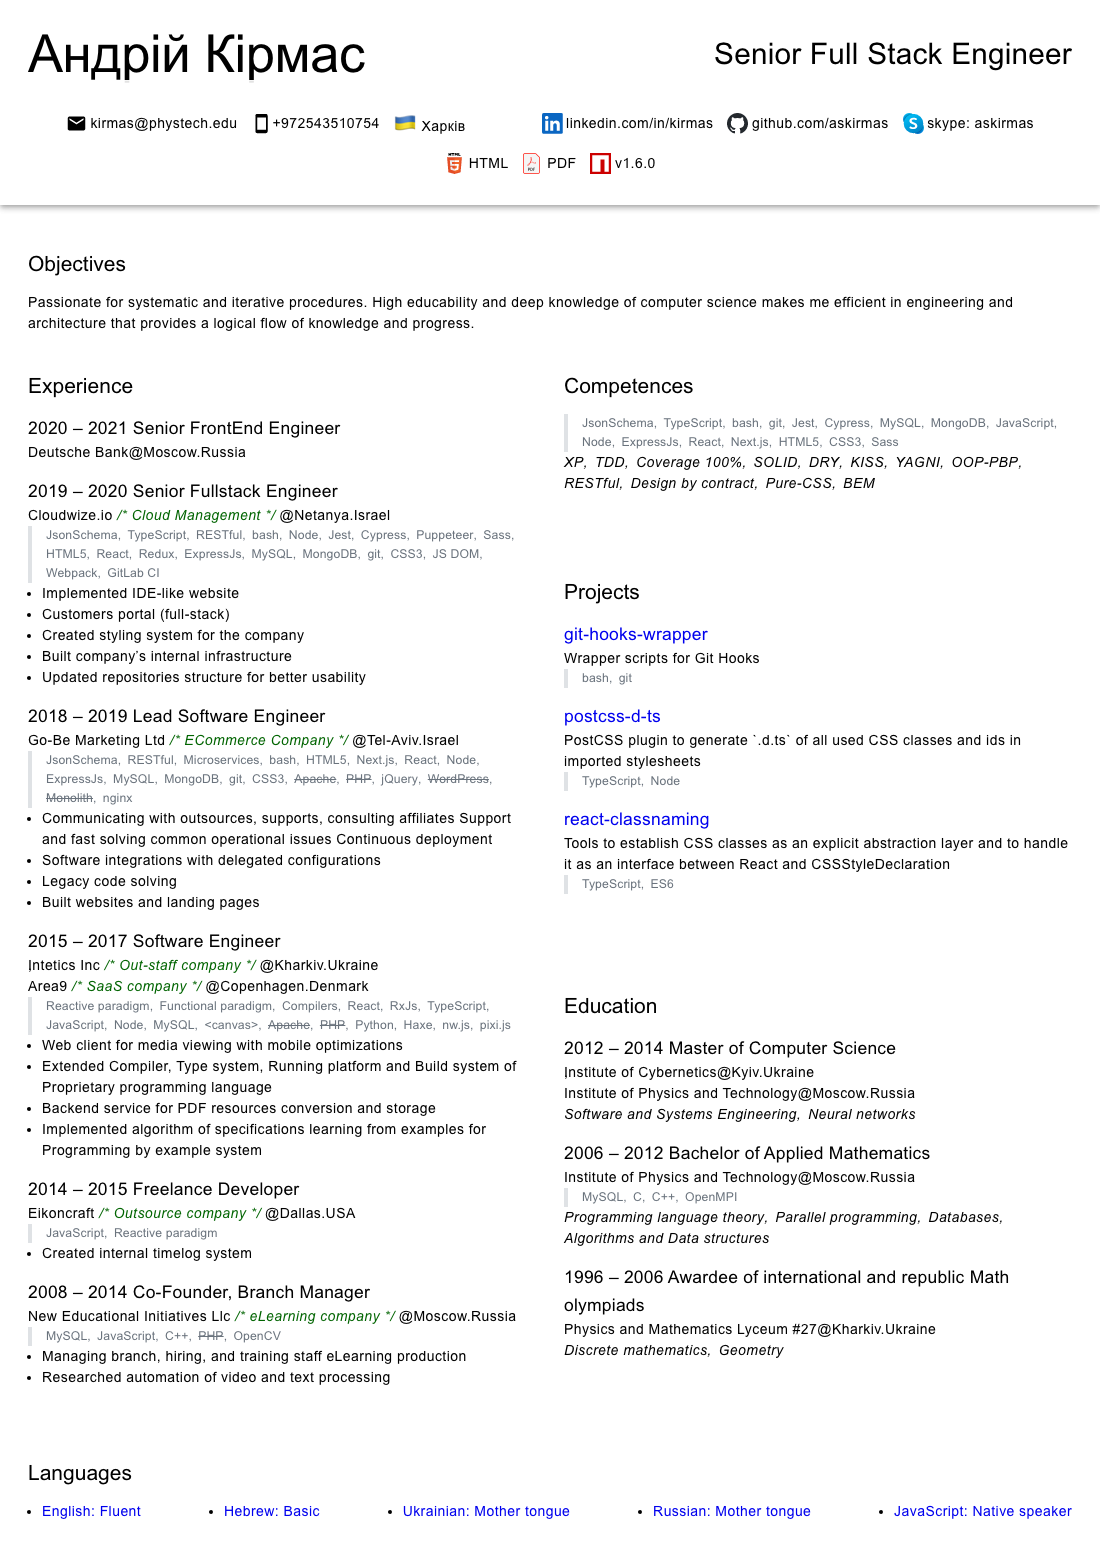 Андрій Кірмас
Senior Full Stack Engineer
kirmas@phystech.edu +972543510754 Харків linkedin.com/in/kirmas github.com/askirmas skype: askirmas
HTML PDF v1.6.0
Objectives
Passionate for systematic and iterative procedures. High educability and deep knowledge of computer science makes me efficient in engineering and
architecture that provides a logical flow of knowledge and progress.
Experience
2020 – 2021 Senior FrontEnd Engineer
Deutsche Bank@Moscow.Russia
2019 – 2020 Senior Fullstack Engineer
Cloudwize.io /* Cloud Management */ @Netanya.Israel
JsonSchema, TypeScript, RESTful, bash, Node, Jest, Cypress, Puppeteer, Sass,
HTML5, React, Redux, ExpressJs, MySQL, MongoDB, git, CSS3, JS DOM,
Webpack, GitLab CI
• Implemented IDE-like website
• Customers portal (full-stack)
• Created styling system for the company
• Built company's internal infrastructure
• Updated repositories structure for better usability
2018 – 2019 Lead Software Engineer
Go-Be Marketing Ltd /* ECommerce Company */ @Tel-Aviv.Israel
JsonSchema, RESTful, Microservices, bash, HTML5, Next.js, React, Node,
ExpressJs, MySQL, MongoDB, git, CSS3, Apache, PHP, jQuery, WordPress,
Monolith, nginx
• Communicating with outsources, supports, consulting affiliates Support
and fast solving common operational issues Continuous deployment
• Software integrations with delegated configurations
• Legacy code solving
• Built websites and landing pages
2015 – 2017 Software Engineer
Intetics Inc /* Out-staff company */ @Kharkiv.Ukraine
Area9 /* SaaS company */ @Copenhagen.Denmark
Reactive paradigm, Functional paradigm, Compilers, React, RxJs, TypeScript,
JavaScript, Node, MySQL, <canvas>, Apache, PHP, Python, Haxe, nw.js, pixi.js
• Web client for media viewing with mobile optimizations
• Extended Compiler, Type system, Running platform and Build system of
Proprietary programming language
• Backend service for PDF resources conversion and storage
• Implemented algorithm of specifications learning from examples for
Programming by example system
2014 – 2015 Freelance Developer
Eikoncraft /* Outsource company */ @Dallas.USA
JavaScript, Reactive paradigm
• Created internal timelog system
2008 – 2014 Co-Founder, Branch Manager
New Educational Initiatives Llc /* eLearning company */ @Moscow.Russia
MySQL, JavaScript, C++, PHP, OpenCV
• Managing branch, hiring, and training staff eLearning production
• Researched automation of video and text processing
Competences
JsonSchema, TypeScript, bash, git, Jest, Cypress, MySQL, MongoDB, JavaScript,
Node, ExpressJs, React, Next.js, HTML5, CSS3, Sass
XP, TDD, Coverage 100%, SOLID, DRY, KISS, YAGNI, OOP-PBP,
RESTful, Design by contract, Pure-CSS, BEM
Projects
git-hooks-wrapper
Wrapper scripts for Git Hooks
bash, git
postcss-d-ts
PostCSS plugin to generate `.d.ts` of all used CSS classes and ids in
imported stylesheets
TypeScript, Node
react-classnaming
Tools to establish CSS classes as an explicit abstraction layer and to handle
it as an interface between React and CSSStyleDeclaration
TypeScript, ES6
Education
2012 – 2014 Master of Computer Science
Institute of Cybernetics@Kyiv.Ukraine
Institute of Physics and Technology@Moscow.Russia
Software and Systems Engineering, Neural networks
2006 – 2012 Bachelor of Applied Mathematics
Institute of Physics and Technology@Moscow.Russia
MySQL, C, C++, OpenMPI
Programming language theory, Parallel programming, Databases,
Algorithms and Data structures
1996 – 2006 Awardee of international and republic Math
olympiads
Physics and Mathematics Lyceum #27@Kharkiv.Ukraine
Discrete mathematics, Geometry
Languages
• English: Fluent • Hebrew: Basic • Ukrainian: Mother tongue • Russian: Mother tongue • JavaScript: Native speaker